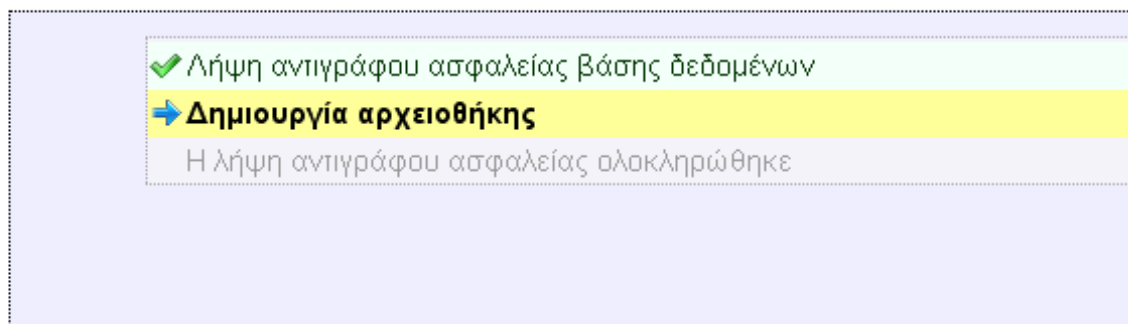 Λήψη αντιγράφου ασφαλείας βάσης δεδομένων
Δημιουργία αρχειοθήκης
Η λήψη αντιγράφου ασφαλείας ολοκληρώθηκε